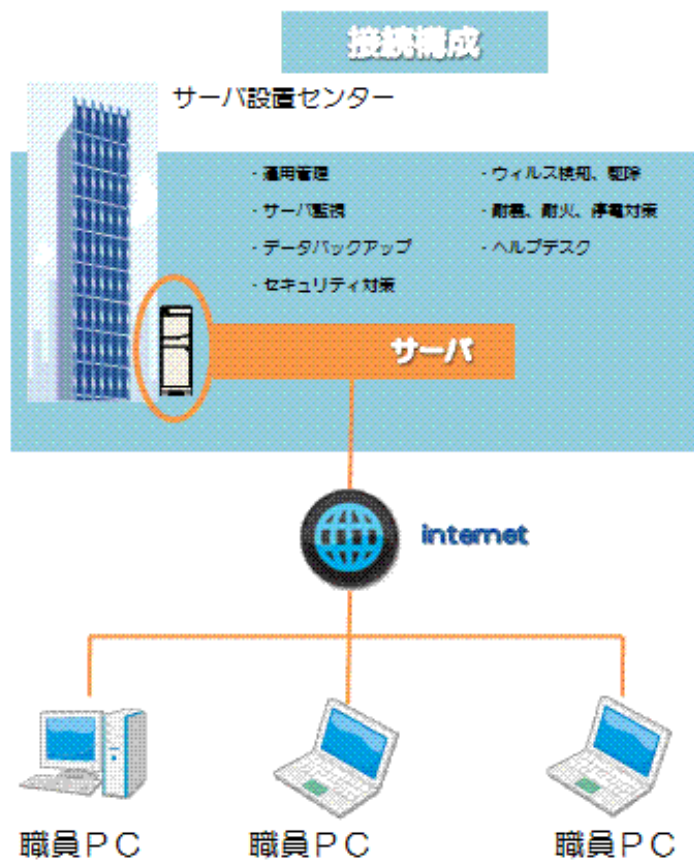 接続構成
サーバ設置センター
・運用管理
・サーバ監視
・データバックアップ
・セキュリティ対策
・ウィルス検知、駆除
・耐震、耐火、停電対策
・ヘルプデスク
サーバ
internet
職員ＰＣ
職員ＰＣ
職員ＰＣ